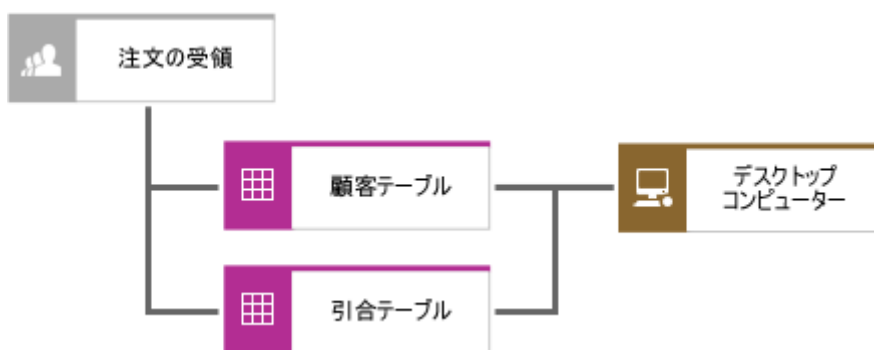 注文の受領
顧客テーブル
デスクトップ
コンピューター
引合テーブル